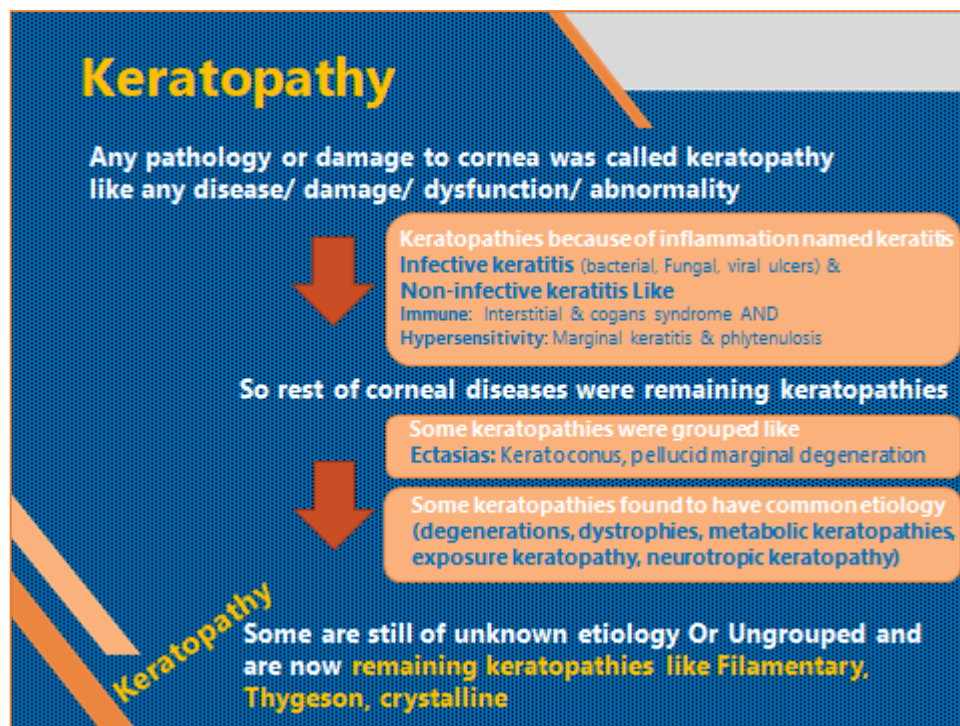 Keratopathy
Any pathology or damage to cornea was called keratopathy
like any disease/ damage/ dysfunction/ abnormality
Keratopathies because of inflammation named keratitis
Infective keratitis (bacterial, Fungal, viral ulcers) &
Non-infective keratitis Like
Immune: Interstitial & cogans syndrome AND
Hypersensitivity: Marginal keratitis & phlytenulosis
So rest of corneal diseases were remaining keratopathies
Some keratopathies were grouped like
Ectasias: Keratoconus, pellucid marginal degeneration
Some keratopathies found to have common etiology
(degenerations, dystrophies, metabolic keratopathies,
exposure keratopathy, neurotropic keratopathy)
Keratopathy
Some are still of unknown etiology Or Ungrouped and
are now remaining keratopathies like Filamentary,
Thygeson, crystalline